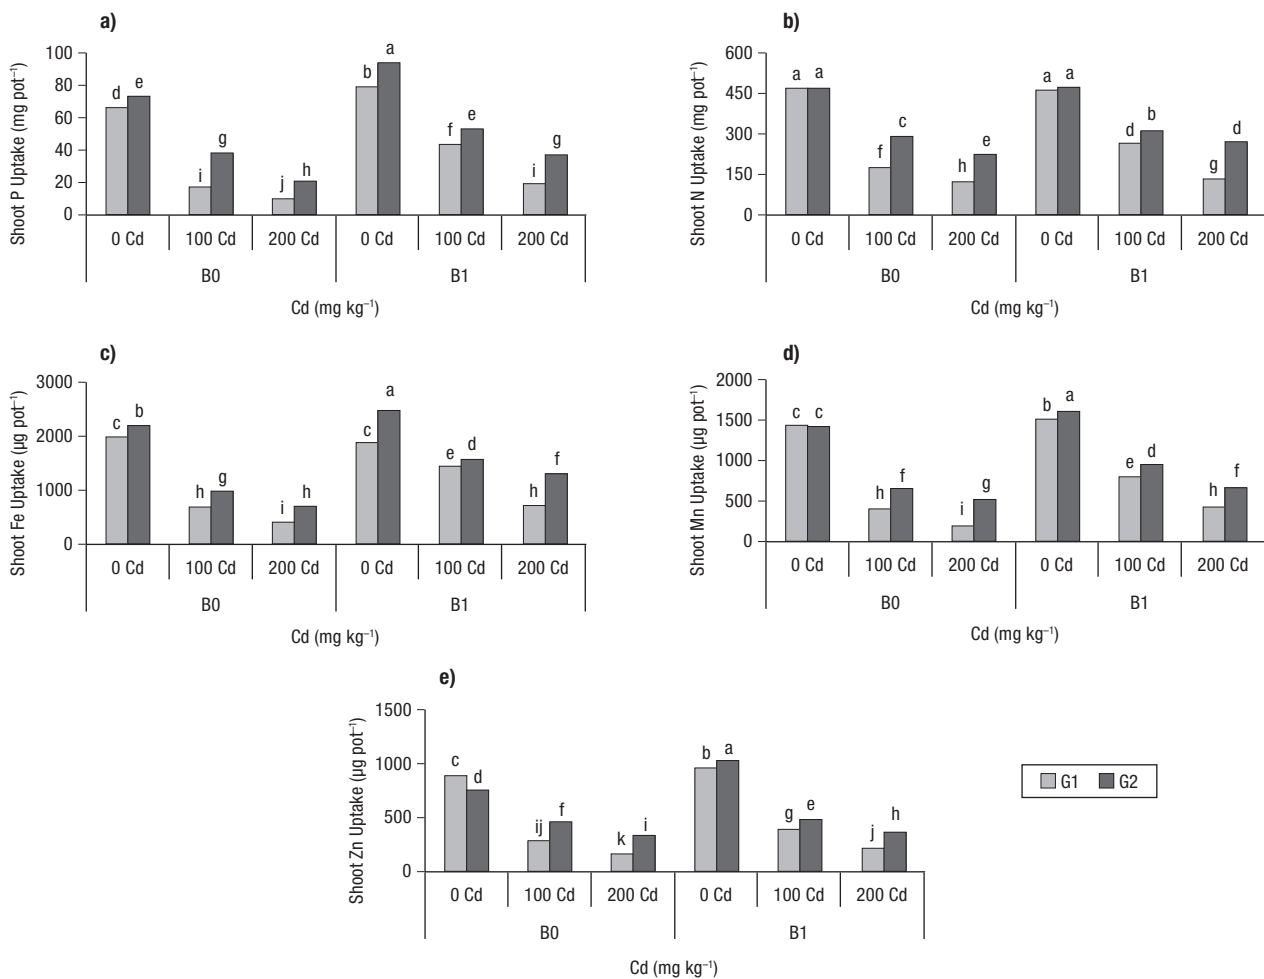 a)
Shoot P Uptake (mg pot⁻¹)
100
80
60
40
20
0
d e i g j h b a f e i g
0 Cd 100 Cd 200 Cd 0 Cd 100 Cd 200 Cd
B0 B1
Cd (mg kg⁻¹)
b)
Shoot N Uptake (mg pot⁻¹)
600
450
300
150
0
a a f c h e a a d b g d
0 Cd 100 Cd 200 Cd 0 Cd 100 Cd 200 Cd
B0 B1
Cd (mg kg⁻¹)
c)
Shoot Fe Uptake (µg pot⁻¹)
3000
2000
1000
0
c b h g i h c a e d h f
0 Cd 100 Cd 200 Cd 0 Cd 100 Cd 200 Cd
B0 B1
Cd (mg kg⁻¹)
d)
Shoot Mn Uptake (µg pot⁻¹)
2000
1500
1000
500
0
c c h f i g b a e d h f
0 Cd 100 Cd 200 Cd 0 Cd 100 Cd 200 Cd
B0 B1
Cd (mg kg⁻¹)
e)
Shoot Zn Uptake (µg pot⁻¹)
1500
1000
500
0
c d ij f k i b a g e j h
0 Cd 100 Cd 200 Cd 0 Cd 100 Cd 200 Cd
B0 B1
Cd (mg kg⁻¹)
G1 G2